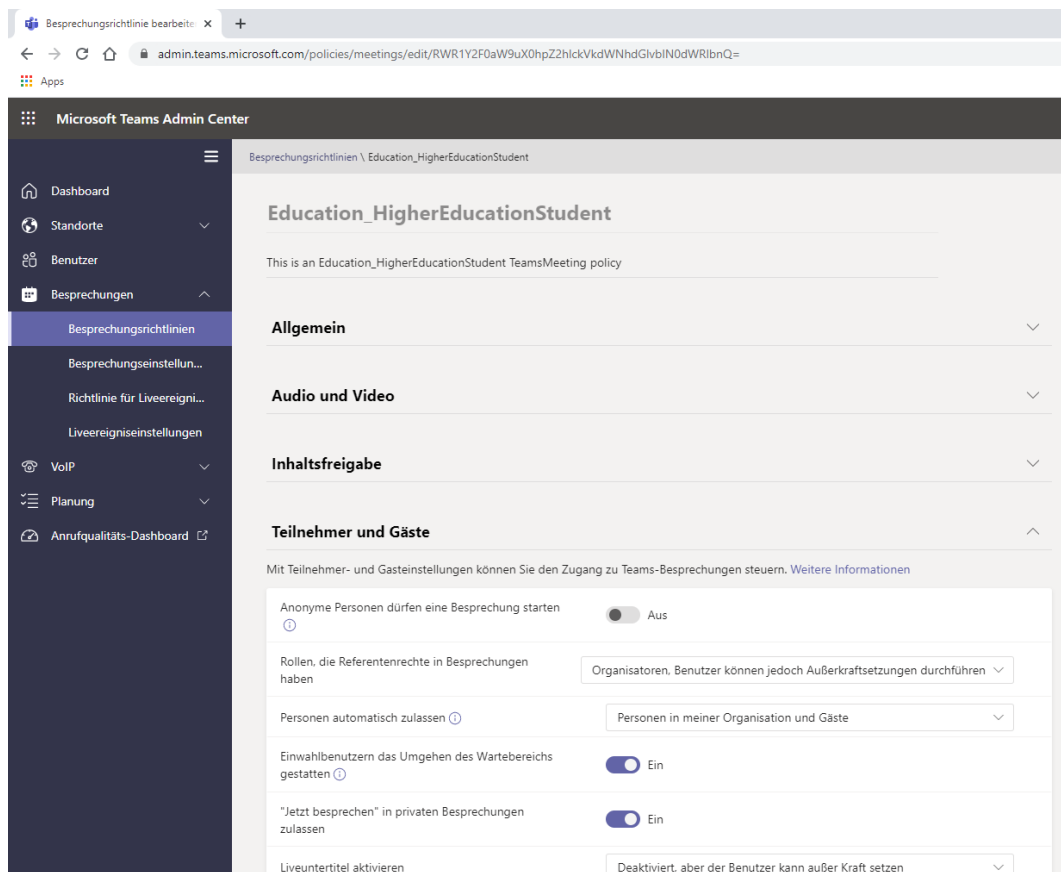 Besprechungsrichtlinie bearbeite
admin.teams.microsoft.com/policies/meetings/edit/RWR1Y2F0aW9uX0hpZ2hlckVkdWNhdGlvblN0dWRlbnQ=
Apps
Microsoft Teams Admin Center
Besprechungsrichtlinien \ Education_HigherEducationStudent
Dashboard
Standorte
Benutzer
Besprechungen
Besprechungsrichtlinien
Besprechungseinstellun...
Richtlinie für Liveereigni...
Liveereigniseinstellungen
VoIP
Planung
Anrufqualitäts-Dashboard
Education_HigherEducationStudent
This is an Education_HigherEducationStudent TeamsMeeting policy
Allgemein
Audio und Video
Inhaltsfreigabe
Teilnehmer und Gäste
Mit Teilnehmer- und Gasteinstellungen können Sie den Zugang zu Teams-Besprechungen steuern. Weitere Informationen
Anonyme Personen dürfen eine Besprechung starten
Aus
Rollen, die Referentenrechte in Besprechungen
haben
Organisatoren, Benutzer können jedoch Außerkraftsetzungen durchführen
Personen automatisch zulassen
Personen in meiner Organisation und Gäste
Einwahlbenutzern das Umgehen des Wartebereichs
gestatten
Ein
"Jetzt besprechen" in privaten Besprechungen
zulassen
Ein
Liveuntertitel aktivieren
Deaktiviert, aber der Benutzer kann außer Kraft setzen